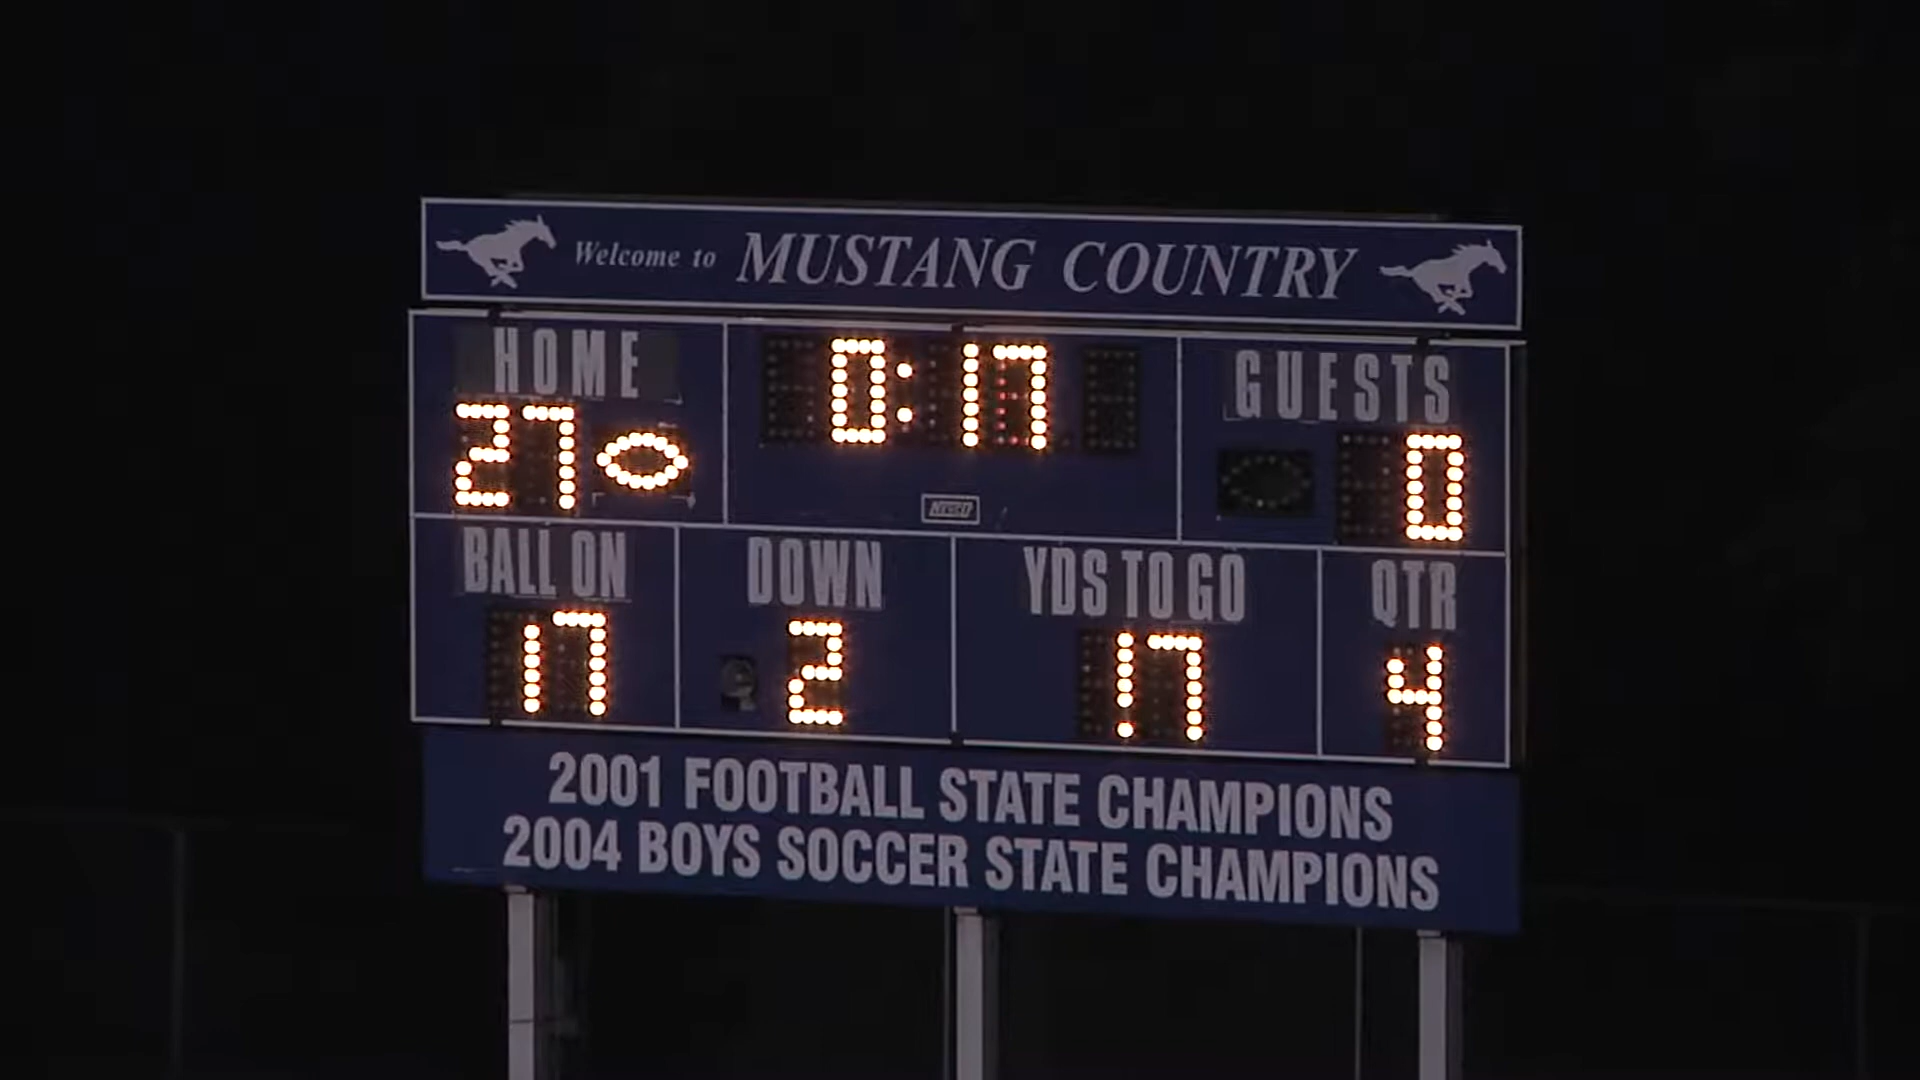 Welcome to MUSTANG COUNTRY
HOME 0:17 GUESTS
27 0
BALL ON DOWN YDS TO GO QTR
17 2 17 4
2001 FOOTBALL STATE CHAMPIONS
2004 BOYS SOCCER STATE CHAMPIONS